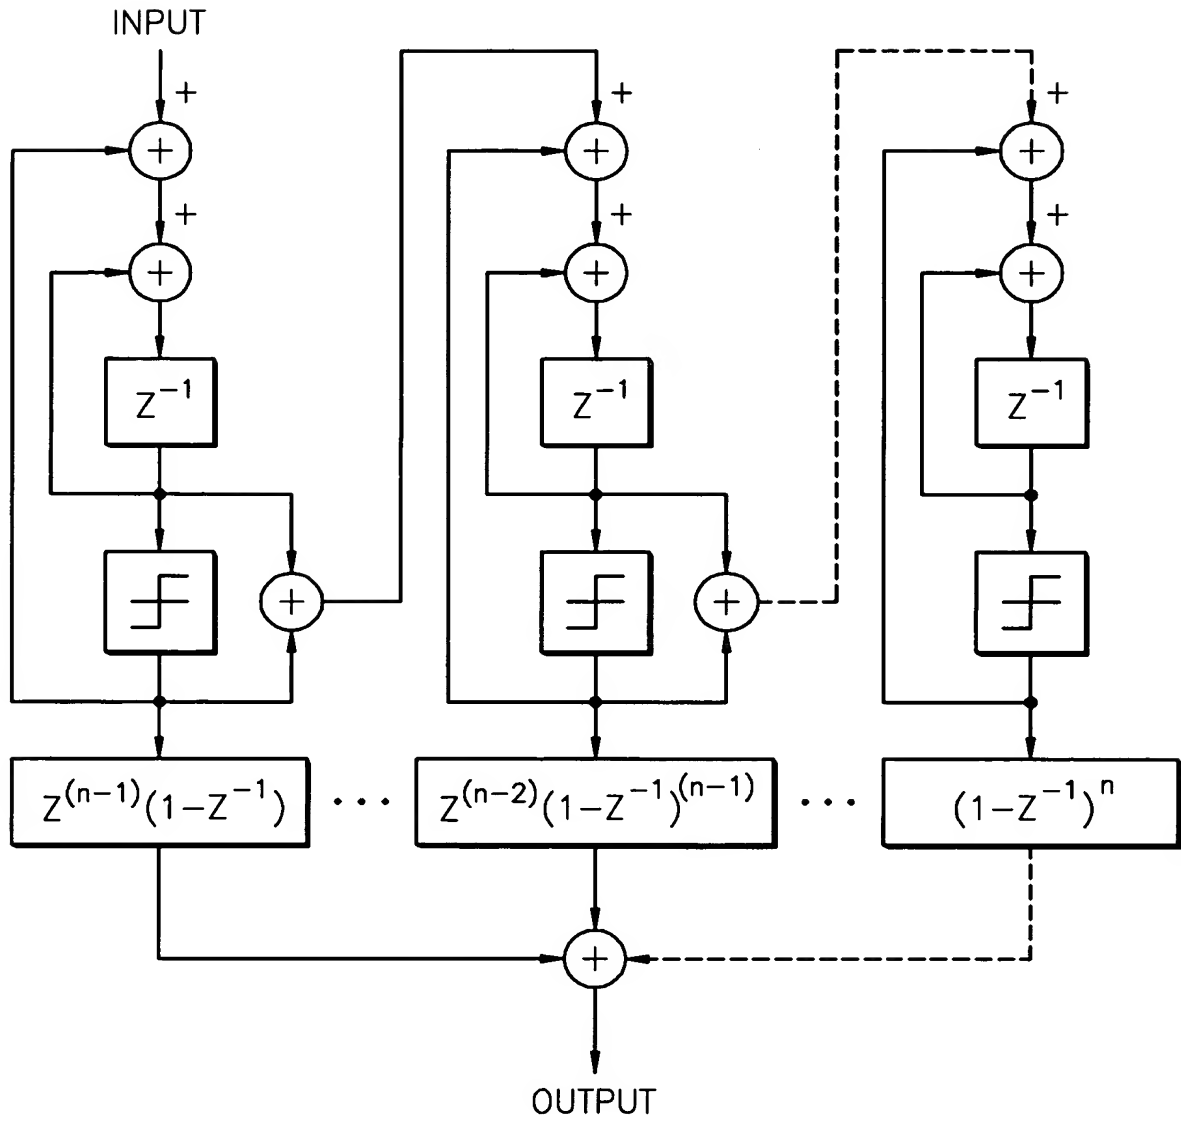 INPUT
+ + +
+ + +
+ + +
+ + +
Z⁻¹ Z⁻¹ Z⁻¹
+ +
Z⁽ⁿ⁻¹⁾(1−Z⁻¹) ... Z⁽ⁿ⁻²⁾(1−Z⁻¹)⁽ⁿ⁻¹⁾ ... (1−Z⁻¹)ⁿ
+
OUTPUT